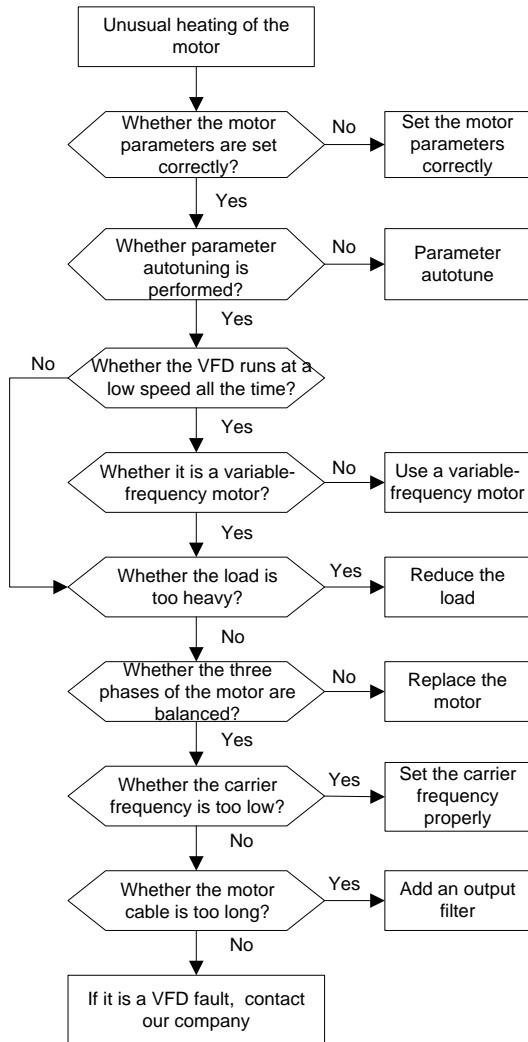 Unusual heating of the
motor
Whether the motor
parameters are set
correctly?
No
Set the motor
parameters
correctly
Yes
Whether parameter
autotuning is
performed?
No
Parameter
autotune
Yes
No
Whether the VFD runs at a
low speed all the time?
Yes
Whether it is a variable-
frequency motor?
No
Use a variable-
frequency motor
Yes
Whether the load is
too heavy?
Yes
Reduce the
load
No
Whether the three
phases of the motor are
balanced?
No
Replace the
motor
Yes
Whether the carrier
frequency is too low?
Yes
Set the carrier
frequency
properly
No
Whether the motor
cable is too long?
Yes
Add an output
filter
No
If it is a VFD fault, contact
our company